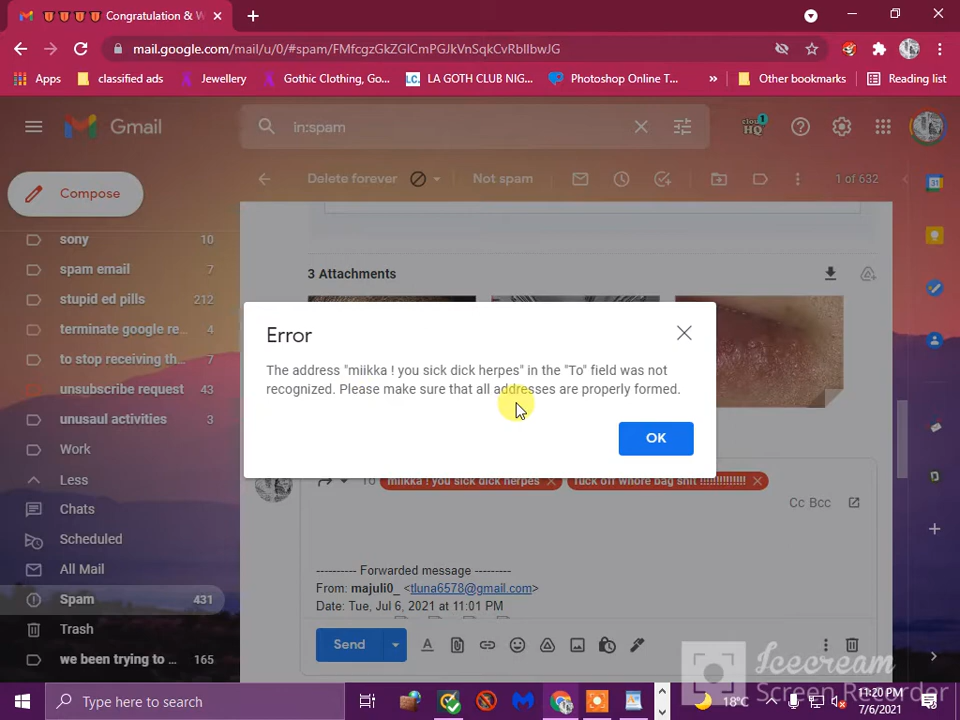 Congratulation & W
mail.google.com/mail/u/0/#spam/FMfcgzGkZGlCmPGJkVnSqkCvRbllbwJG
Apps
classified ads
Jewellery
Gothic Clothing, Go...
LC. LA GOTH CLUB NIG...
Photoshop Online T...
»
Other bookmarks
Reading list
Gmail
in:spam
cloud HQ 1
Compose
Delete forever
Not spam
1 of 632
sony 10
spam email 7
stupid ed pills 212
terminate google re... 4
to stop receiving th... 7
unsubscribe request 43
unusaul activities 3
Work
Less
Chats
Scheduled
All Mail
Spam 431
Trash
we been trying to ... 165
3 Attachments
Error
The address "miikka ! you sick dick herpes" in the "To" field was not
recognized. Please make sure that all addresses are properly formed.
OK
To miikka ! you sick dick herpes fuck off whore bag shit !!!!!!!!!!!!!!
Cc Bcc
---------- Forwarded message ---------
From: majuli0_ <tluna6578@gmail.com>
Date: Tue, Jul 6, 2021 at 11:01 PM
Send
Icecream
Screen Recorder
Type here to search
18°C
11:20 PM
7/6/2021